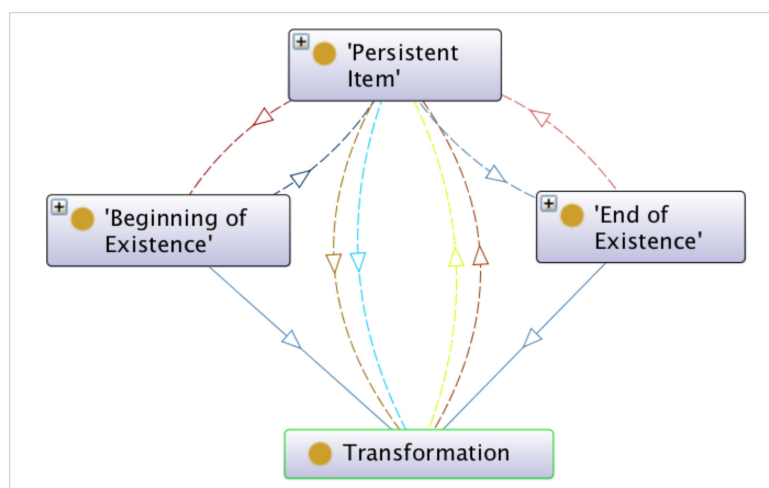 'Persistent
Item'
'Beginning of
Existence'
'End of
Existence'
Transformation